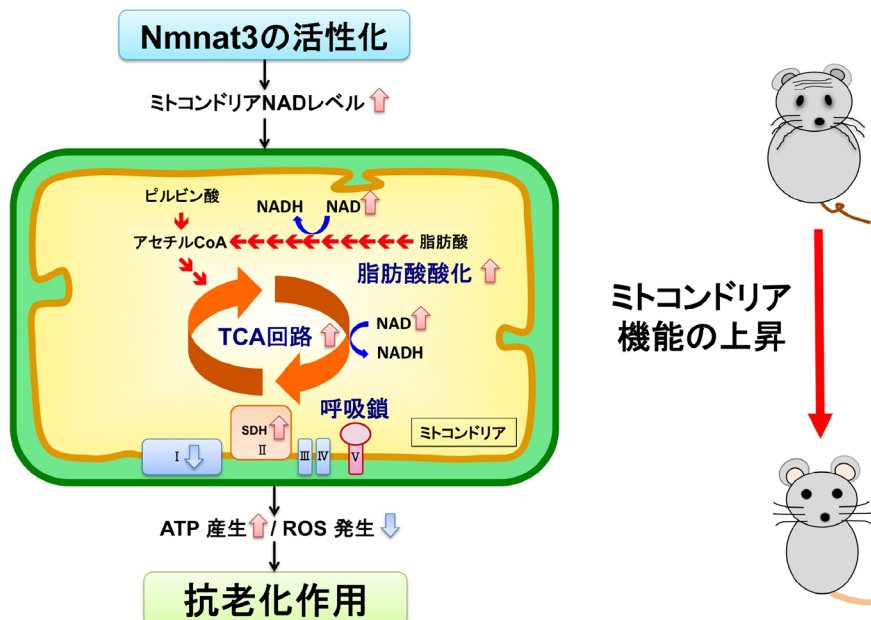 Nmnat3の活性化
ミトコンドリアNADレベル
ピルビン酸
NADH NAD
アセチルCoA
脂肪酸
脂肪酸酸化
TCA回路
NAD
NADH
呼吸鎖
SDH
II
I
III
IV
V
ミトコンドリア
ATP 産生 / ROS 発生
抗老化作用
ミトコンドリア
機能の上昇